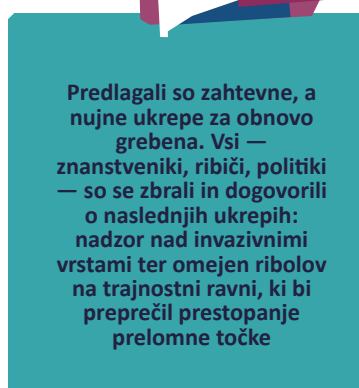 Predlagali so zahtevne, a
nujne ukrepe za obnovo
grebena. Vsi —
znanstveniki, ribiči, politiki
— so se zbrali in dogovorili
o naslednjih ukrepih:
nadzor nad invazivnimi
vrstami ter omejen ribolov
na trajnostni ravni, ki bi
preprečil prestopanje
prelomne točke